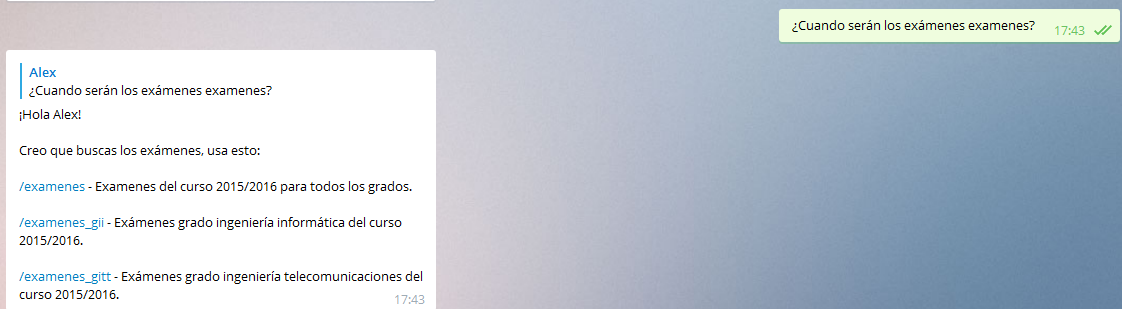 ¿Cuando serán los exámenes examenes?
17:43
Alex
¿Cuando serán los exámenes examenes?
¡Hola Alex!
Creo que buscas los exámenes, usa esto:
/examenes - Examenes del curso 2015/2016 para todos los grados.
/examenes_gii - Exámenes grado ingeniería informática del curso
2015/2016.
/examenes_gitt - Exámenes grado ingeniería telecomunicaciones del
curso 2015/2016.
17:43